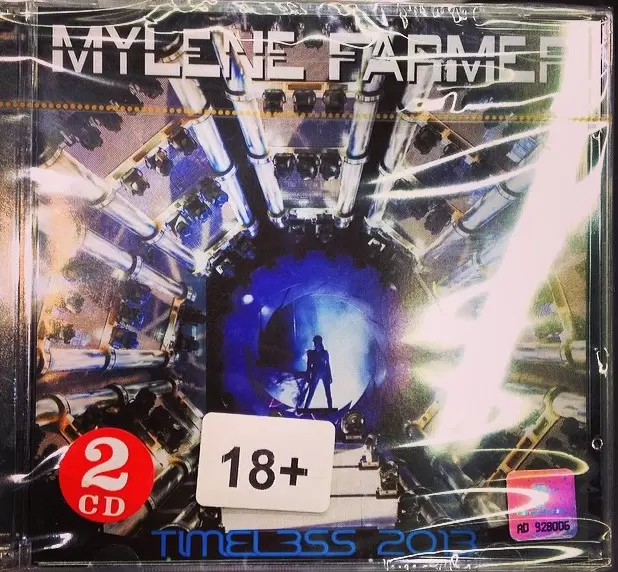 MYLENE FARMER
2
CD
18+
AD 928006
TIMEL3SS 2013